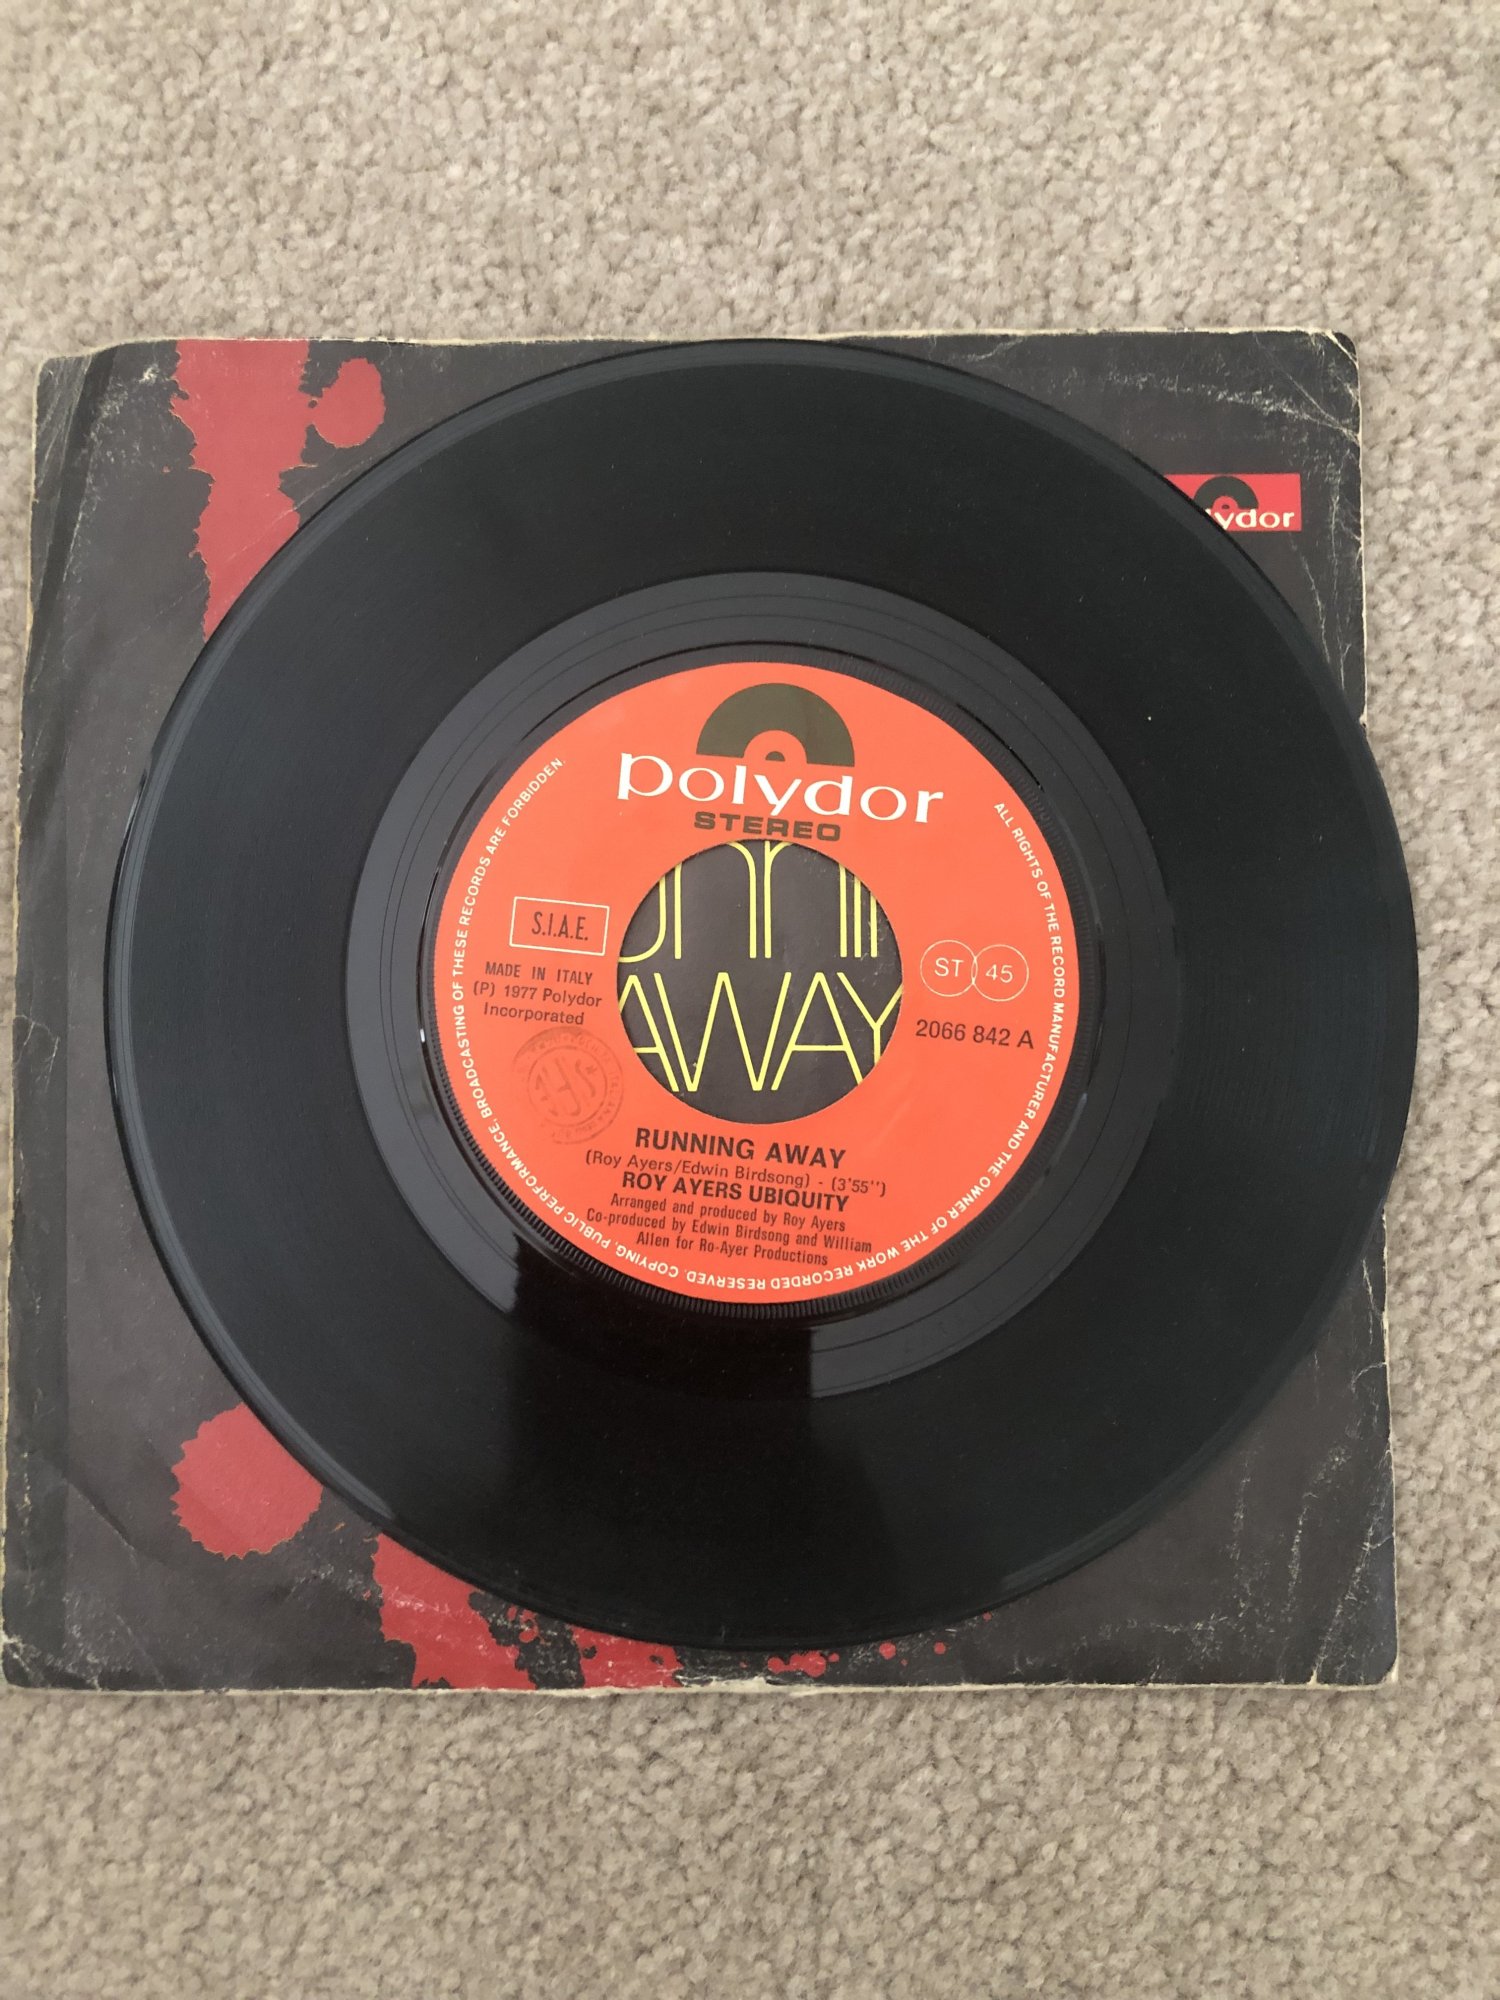 lydor
polydor
STEREO
S.I.A.E.
MADE IN ITALY
(P) 1977 Polydor
Incorporated
ST 45
2066 842 A
AWAY
RUNNING AWAY
(Roy Ayers/Edwin Birdsong) - (3'55'')
ROY AYERS UBIQUITY
Arranged and produced by Roy Ayers
Co-produced by Edwin Birdsong and William
Allen for Ro-Ayer Productions
ALL RIGHTS OF THE RECORD MANUFACTURER AND THE OWNER OF THE WORK RECORDED RESERVED. COPYING, PUBLIC PERFORMANCE, BROADCASTING OF THESE RECORDS ARE FORBIDDEN.